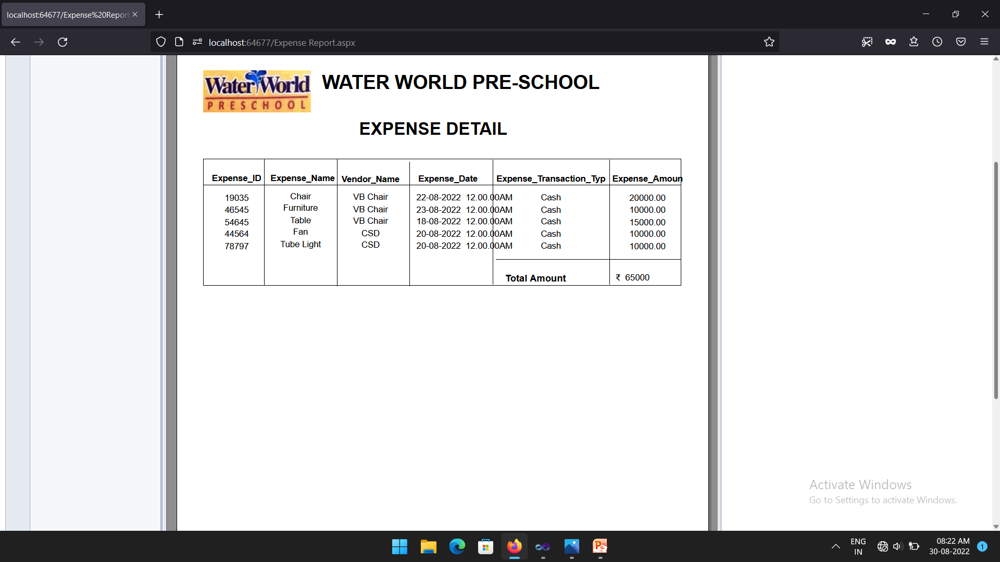 localhost:64677/Expense%20Report
localhost:64677/Expense Report.aspx
Water World
PRESCHOOL
WATER WORLD PRE-SCHOOL
EXPENSE DETAIL
Expense_ID Expense_Name Vendor_Name Expense_Date Expense_Transaction_Typ Expense_Amoun
19035 Chair VB Chair 22-08-2022 12.00.00AM Cash 20000.00
46545 Furniture VB Chair 23-08-2022 12.00.00AM Cash 10000.00
54645 Table VB Chair 18-08-2022 12.00.00AM Cash 15000.00
44564 Fan CSD 20-08-2022 12.00.00AM Cash 10000.00
78797 Tube Light CSD 20-08-2022 12.00.00AM Cash 10000.00
Total Amount ₹ 65000
Activate Windows
Go to Settings to activate Windows.
ENG
IN
08:22 AM
30-08-2022
1